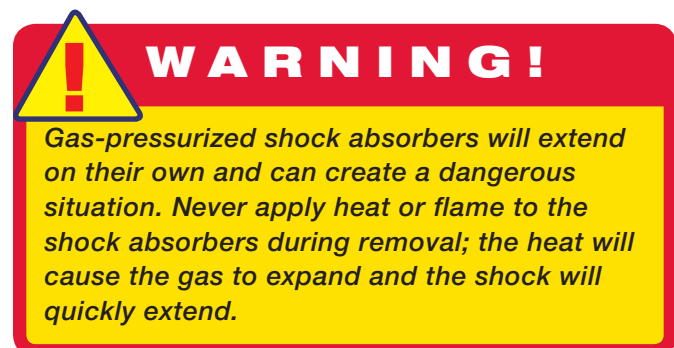 WARNING!
Gas-pressurized shock absorbers will extend
on their own and can create a dangerous
situation. Never apply heat or flame to the
shock absorbers during removal; the heat will
cause the gas to expand and the shock will
quickly extend.